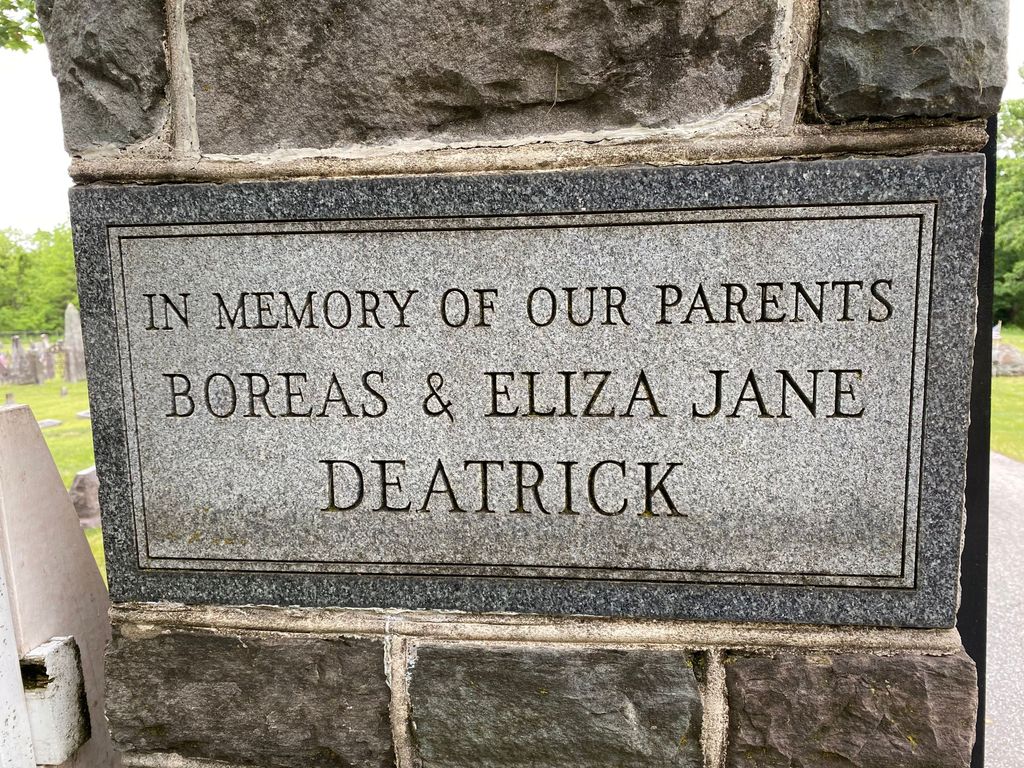 IN MEMORY OF OUR PARENTS
BOREAS & ELIZA JANE
DEATRICK